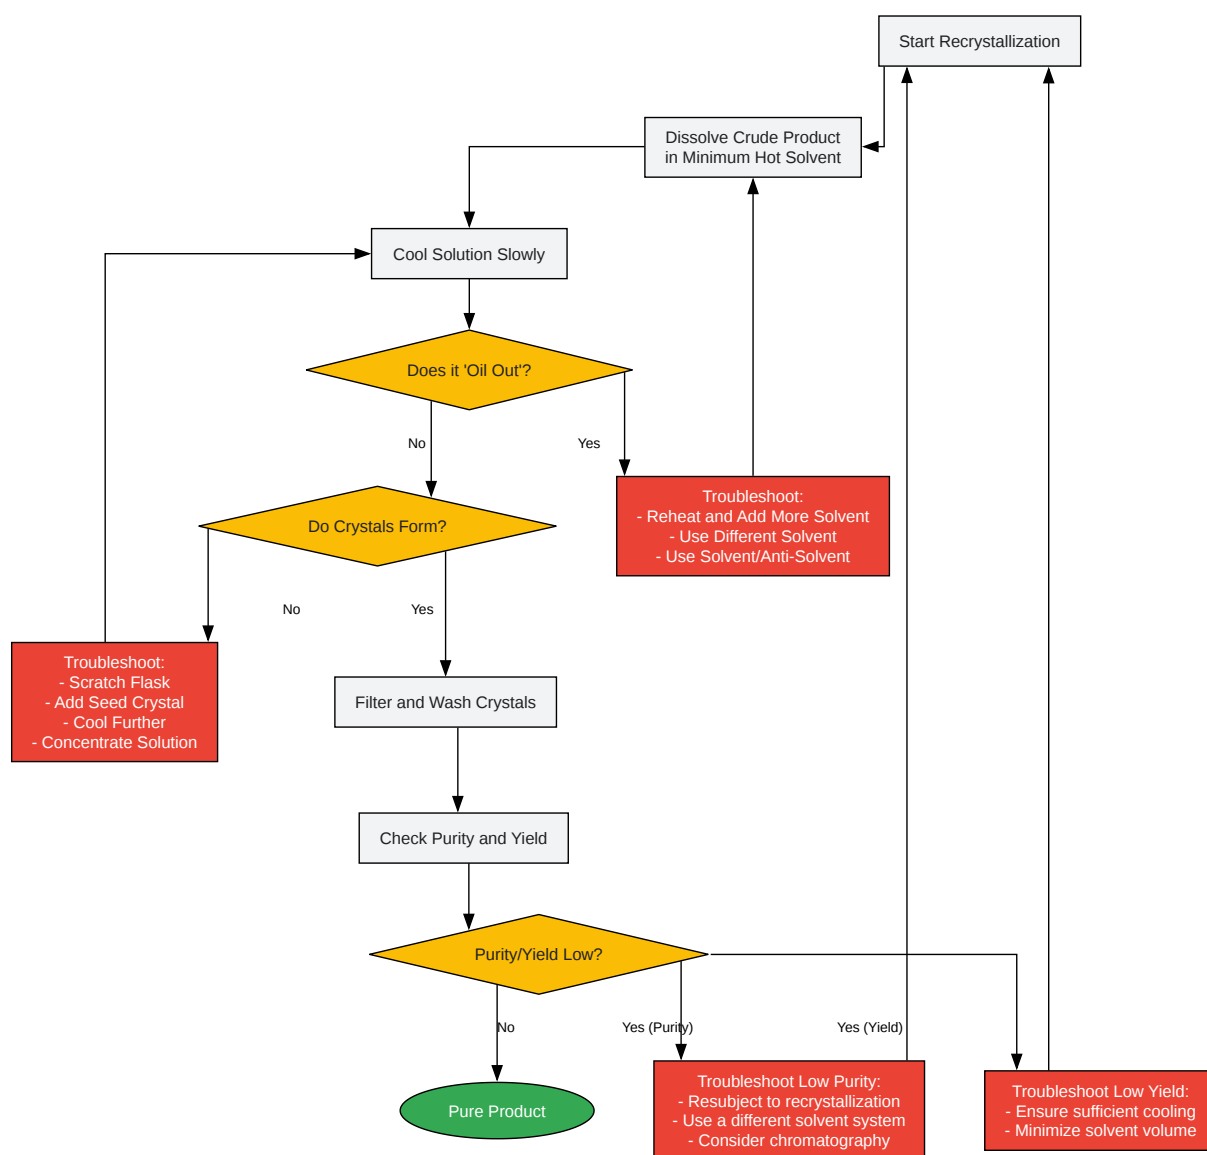 Start Recrystallization
Dissolve Crude Product
in Minimum Hot Solvent
Cool Solution Slowly
Does it 'Oil Out'?
No
Yes
Troubleshoot:
- Reheat and Add More Solvent
- Use Different Solvent
- Use Solvent/Anti-Solvent
Do Crystals Form?
No
Yes
Troubleshoot:
- Scratch Flask
- Add Seed Crystal
- Cool Further
- Concentrate Solution
Filter and Wash Crystals
Check Purity and Yield
Purity/Yield Low?
No
Yes (Purity)
Yes (Yield)
Pure Product
Troubleshoot Low Purity:
- Resubject to recrystallization
- Use a different solvent system
- Consider chromatography
Troubleshoot Low Yield:
- Ensure sufficient cooling
- Minimize solvent volume